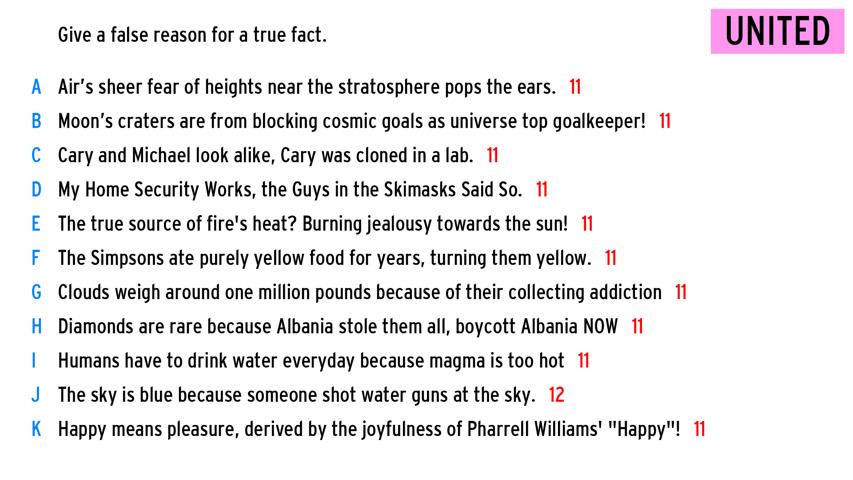 Give a false reason for a true fact.
UNITED
A Air's sheer fear of heights near the stratosphere pops the ears. 11
B Moon's craters are from blocking cosmic goals as universe top goalkeeper! 11
C Cary and Michael look alike, Cary was cloned in a lab. 11
D My Home Security Works, the Guys in the Skimasks Said So. 11
E The true source of fire's heat? Burning jealousy towards the sun! 11
F The Simpsons ate purely yellow food for years, turning them yellow. 11
G Clouds weigh around one million pounds because of their collecting addiction 11
H Diamonds are rare because Albania stole them all, boycott Albania NOW 11
I Humans have to drink water everyday because magma is too hot 11
J The sky is blue because someone shot water guns at the sky. 12
K Happy means pleasure, derived by the joyfulness of Pharrell Williams' "Happy"! 11